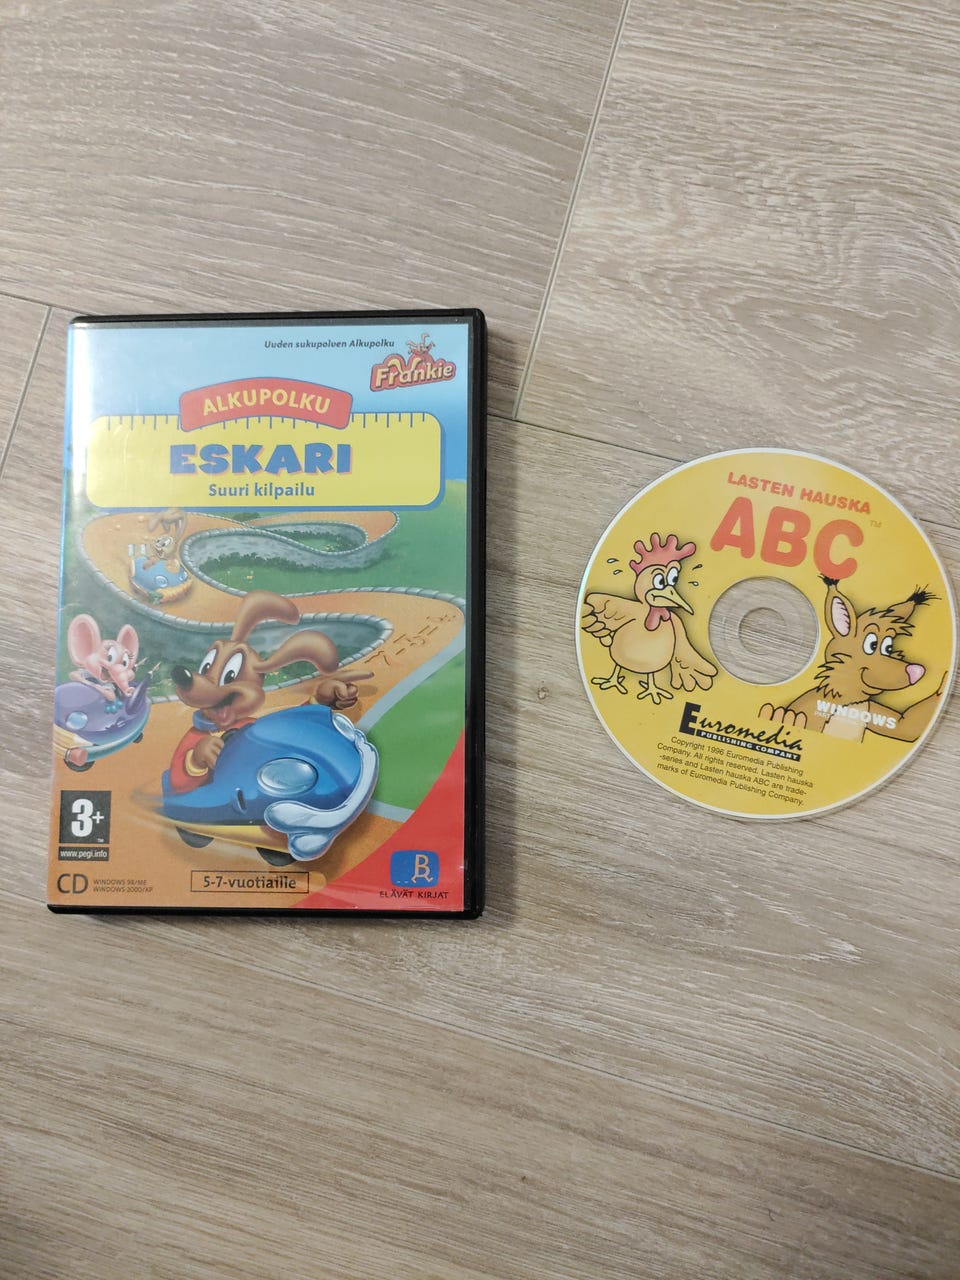 Uuden sukupolven Alkupolku
Frankie
ALKUPOLKU
ESKARI
Suuri kilpailu
3+
™
www.pegi.info
CD
WINDOWS 98/ME
WINDOWS 2000/XP
5-7-vuotiaille
ELÄVÄT KIRJAT
LASTEN HAUSKA
ABC™
WINDOWS
Euromedia
PUBLISHING COMPANY
Copyright 1996 Euromedia Publishing
Company. All rights reserved. Lasten hauska
-series and Lasten hauska ABC are trade-
marks of Euromedia Publishing Company.